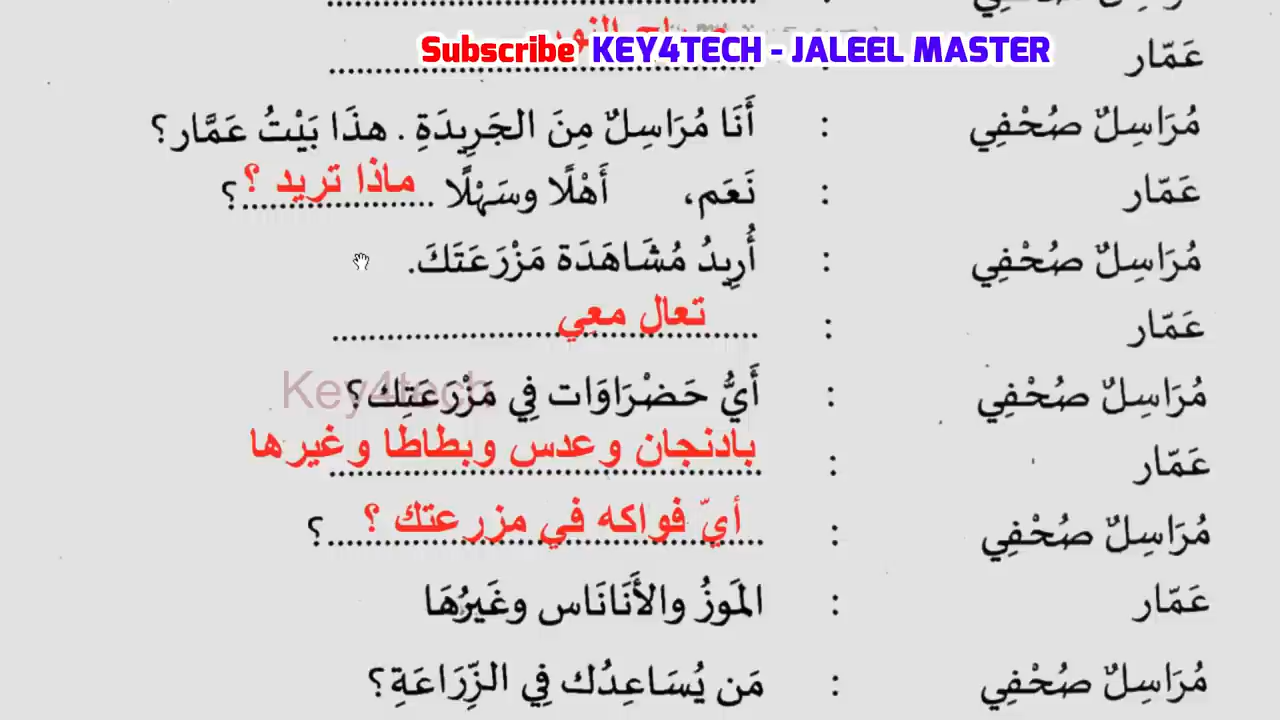 Subscribe KEY4TECH - JALEEL MASTER
عَمّار :
مُرَاسِلٌ صُحْفِي : أَنَا مُرَاسِلٌ مِنَ الجَرِيدَةِ . هذَا بَيْتُ عَمَّار؟
عَمّار : نَعَم، أَهْلًا وسَهْلًا ماذا تريد ؟ ؟
مُرَاسِلٌ صُحْفِي : أُرِيدُ مُشَاهَدَة مَزْرَعَتَكَ.
عَمّار : تعال معي
مُرَاسِلٌ صُحْفِي : أَيُّ حَضْرَاوَات فِي مَزْرَعَتِك؟
Key4tech
عَمّار : بادنجان وعدس وبطاطا وغيرها
مُرَاسِلٌ صُحْفِي : أيّ فواكه في مزرعتك ؟ ؟
عَمّار : المَوزُ والأَنَانَاس وغَيرُهَا
مُرَاسِلٌ صُحْفِي : مَن يُسَاعِدُك فِي الزِّرَاعَةِ؟